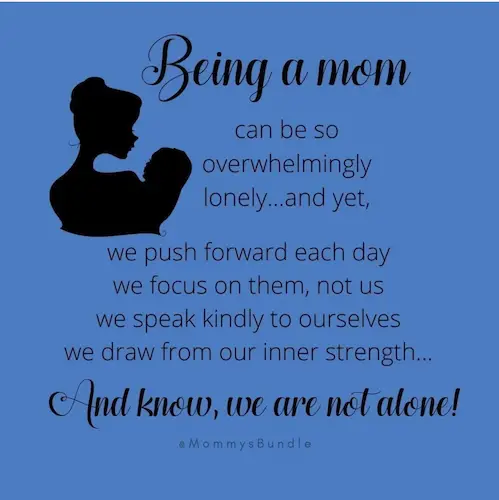 Being a mom
can be so
overwhelmingly
lonely...and yet,
we push forward each day
we focus on them, not us
we speak kindly to ourselves
we draw from our inner strength...
And know, we are not alone!
@MommysBundle